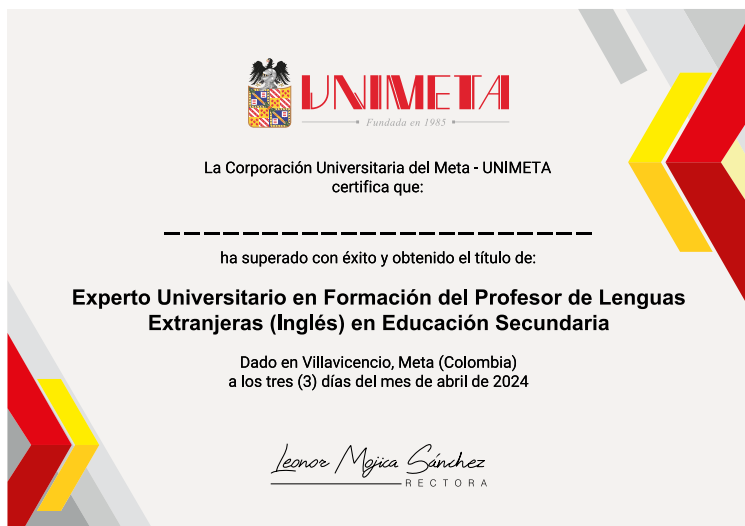 UNIMETA
Fundada en 1985
La Corporación Universitaria del Meta - UNIMETA
certifica que:
ha superado con éxito y obtenido el título de:
Experto Universitario en Formación del Profesor de Lenguas
Extranjeras (Inglés) en Educación Secundaria
Dado en Villavicencio, Meta (Colombia)
a los tres (3) días del mes de abril de 2024
Leonor Mojica Sánchez
RECTORA